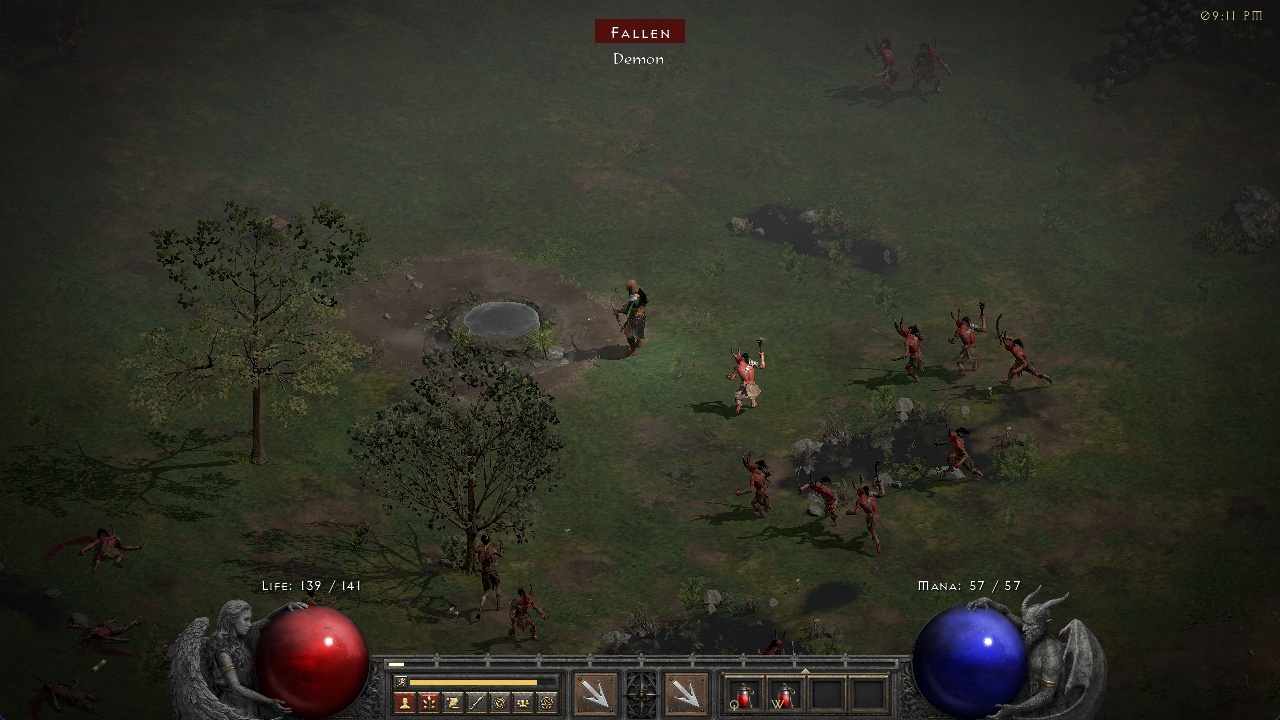 09:11 PM
FALLEN
Demon
LIFE: 139 / 141
MANA: 57 / 57
Q
W